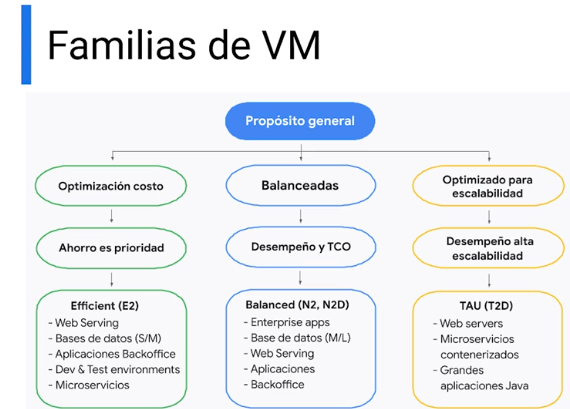 Familias de VM
Propósito general
Optimización costo
Balanceadas
Optimizado para
escalabilidad
Ahorro es prioridad
Desempeño y TCO
Desempeño alta
escalabilidad
Efficient (E2)
- Web Serving
- Bases de datos (S/M)
- Aplicaciones Backoffice
- Dev & Test environments
- Microservicios
Balanced (N2, N2D)
- Enterprise apps
- Base de datos (M/L)
- Web Serving
- Aplicaciones
- Backoffice
TAU (T2D)
- Web servers
- Microservicios
contenerizados
- Grandes
aplicaciones Java